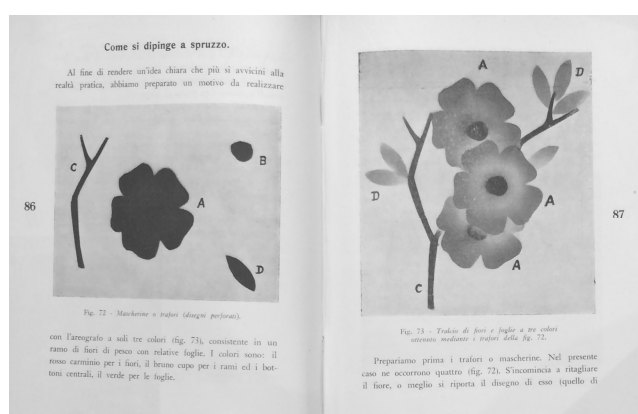 Come si dipinge a spruzzo.
Al fine di rendere un'idea chiara che più si avvicini alla
realtà pratica, abbiamo preparato un motivo da realizzare
C
B
A
D
86
Fig. 72 - Mascherine o trafori (disegni perforati).
con l'areografo a soli tre colori (fig. 73), consistente in un
ramo di fiori di pesco con relative foglie. I colori sono: il
rosso carminio per i fiori, il bruno cupo per i rami ed i bot-
toni centrali, il verde per le foglie.
A
D
D
A
A
C
87
Fig. 73 - Tralcio di fiori e foglie a tre colori
ottenuto mediante i trafori della fig. 72.
Prepariamo prima i trafori o mascherine. Nel presente
caso ne occorrono quattro (fig. 72). S'incomincia a ritagliare
il fiore, o meglio si riporta il disegno di esso (quello di